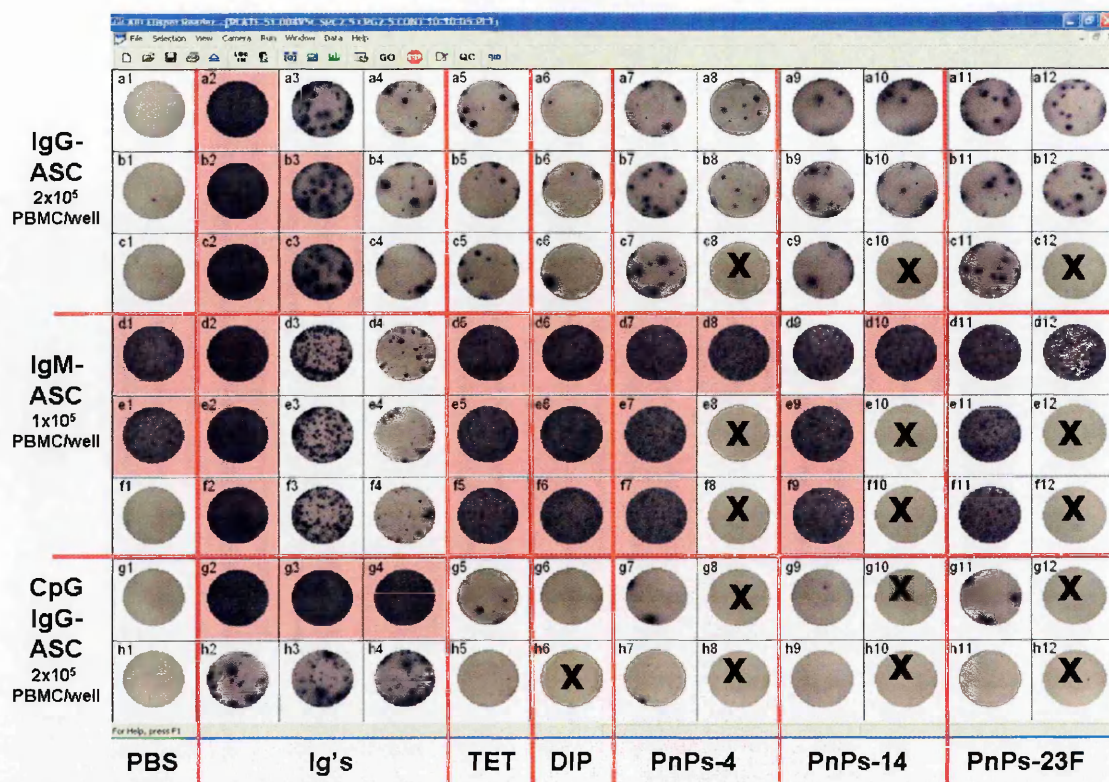 File Selection View Camera Run Window Data Help
GO STOP QC
a1 a2 a3 a4 a5 a6 a7 a8 a9 a10 a11 a12
IgG-
ASC
2x10⁵
PBMC/well
b1 b2 b3 b4 b5 b6 b7 b8 b9 b10 b11 b12
c1 c2 c3 c4 c5 c6 c7 c8 c9 c10 c11 c12
X X X
d1 d2 d3 d4 d5 d6 d7 d8 d9 d10 d11 d12
IgM-
ASC
1x10⁵
PBMC/well
e1 e2 e3 e4 e5 e6 e7 e8 e9 e10 e11 e12
X X X
f1 f2 f3 f4 f5 f6 f7 f8 f9 f10 f11 f12
X X X
g1 g2 g3 g4 g5 g6 g7 g8 g9 g10 g11 g12
X X X
CpG
IgG-
ASC
2x10⁵
PBMC/well
h1 h2 h3 h4 h5 h6 h7 h8 h9 h10 h11 h12
X X X X
For Help, press F1
PBS Ig's TET DIP PnPs-4 PnPs-14 PnPs-23F